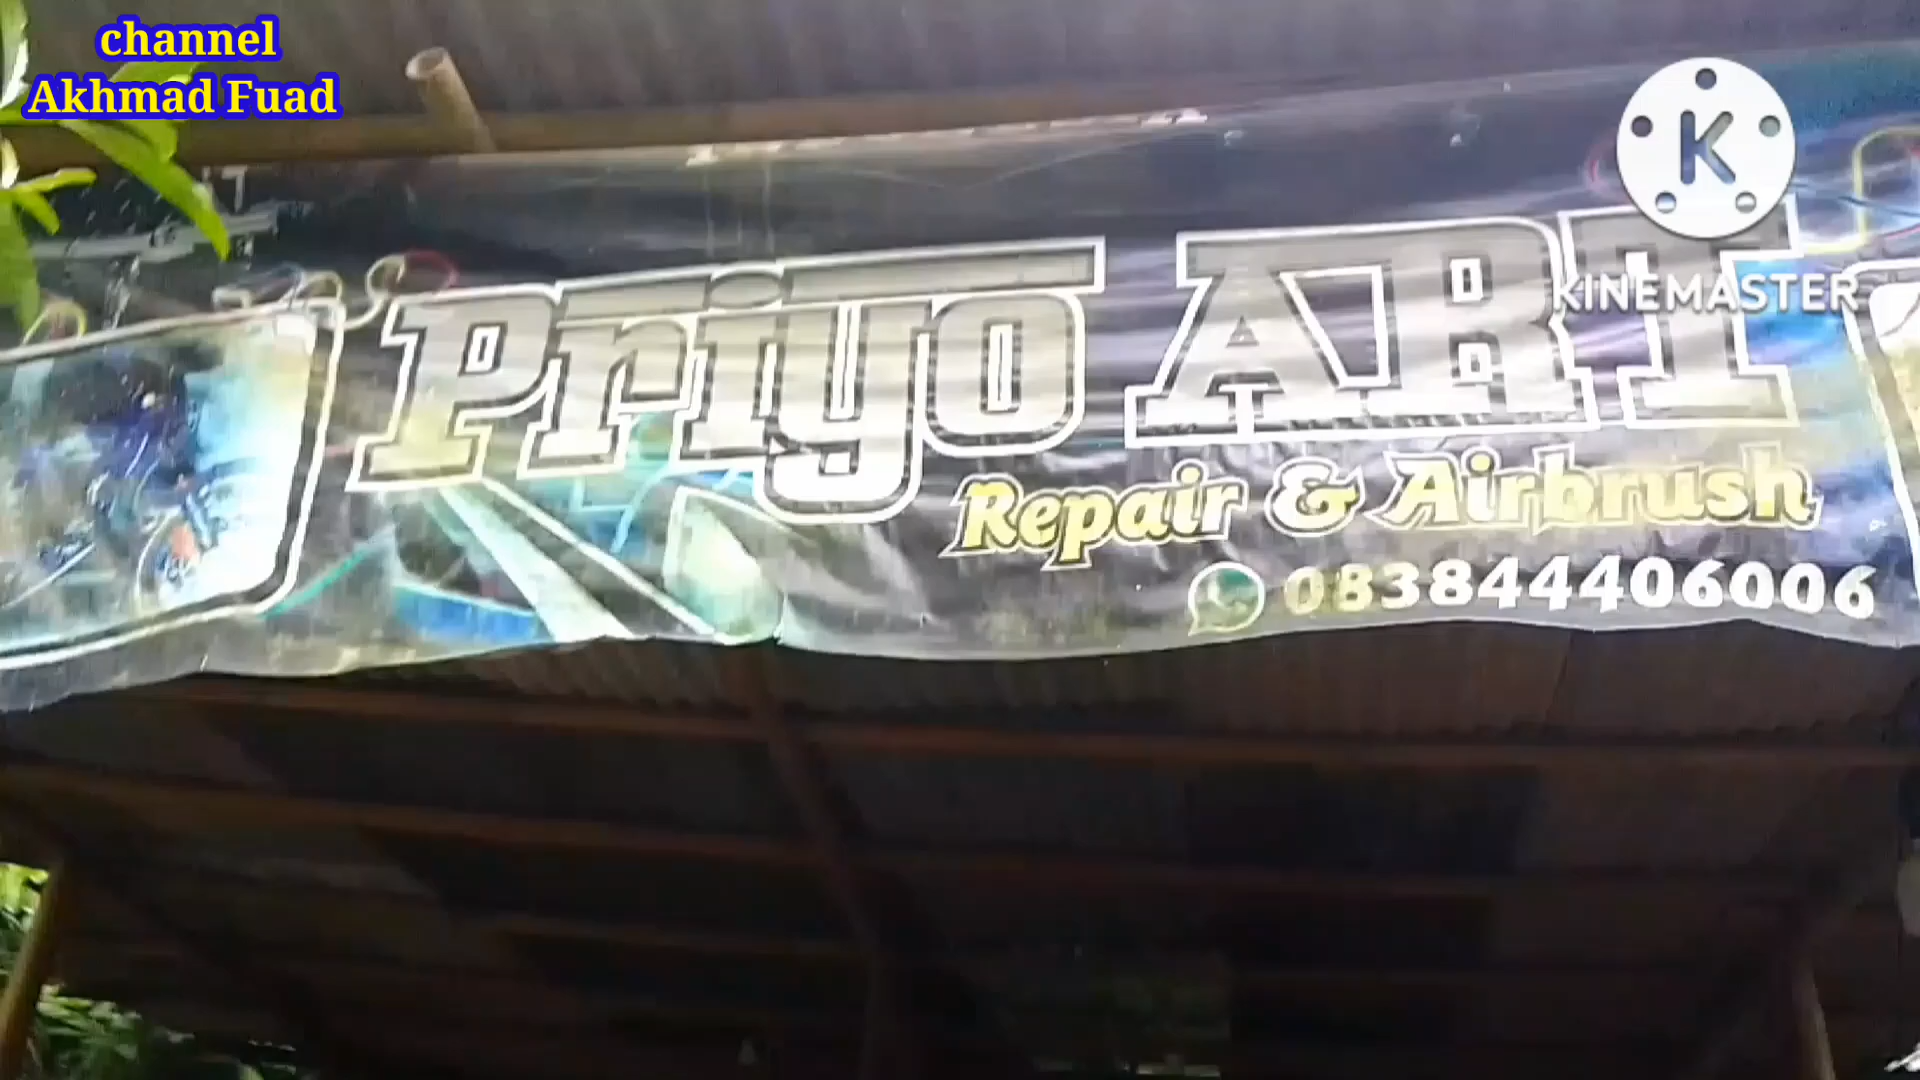 channel
Akhmad Fuad
K
KINEMASTER
Priyo ART
Repair & Airbrush
083844406006